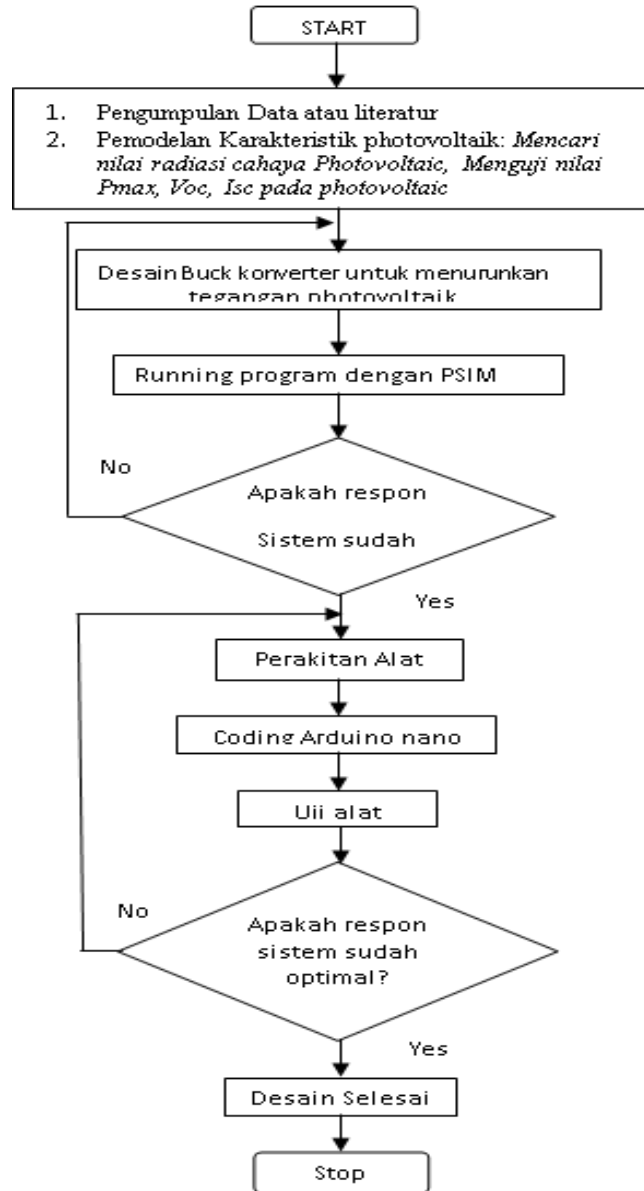 START
1. Pengumpulan Data atau literatur
2. Pemodelan Karakteristik photovoltaik: Mencari
nilai radiasi cahaya Photovoltaic, Menguji nilai
Pmax, Voc, Isc pada photovoltaic
Desain Buck konverter untuk menurunkan
tegangan photovoltaik
Running program dengan PSIM
No
Apakah respon
Sistem sudah
Yes
Perakitan Alat
Coding Arduino nano
Uji alat
No
Apakah respon
sistem sudah
optimal?
Yes
Desain Selesai
Stop